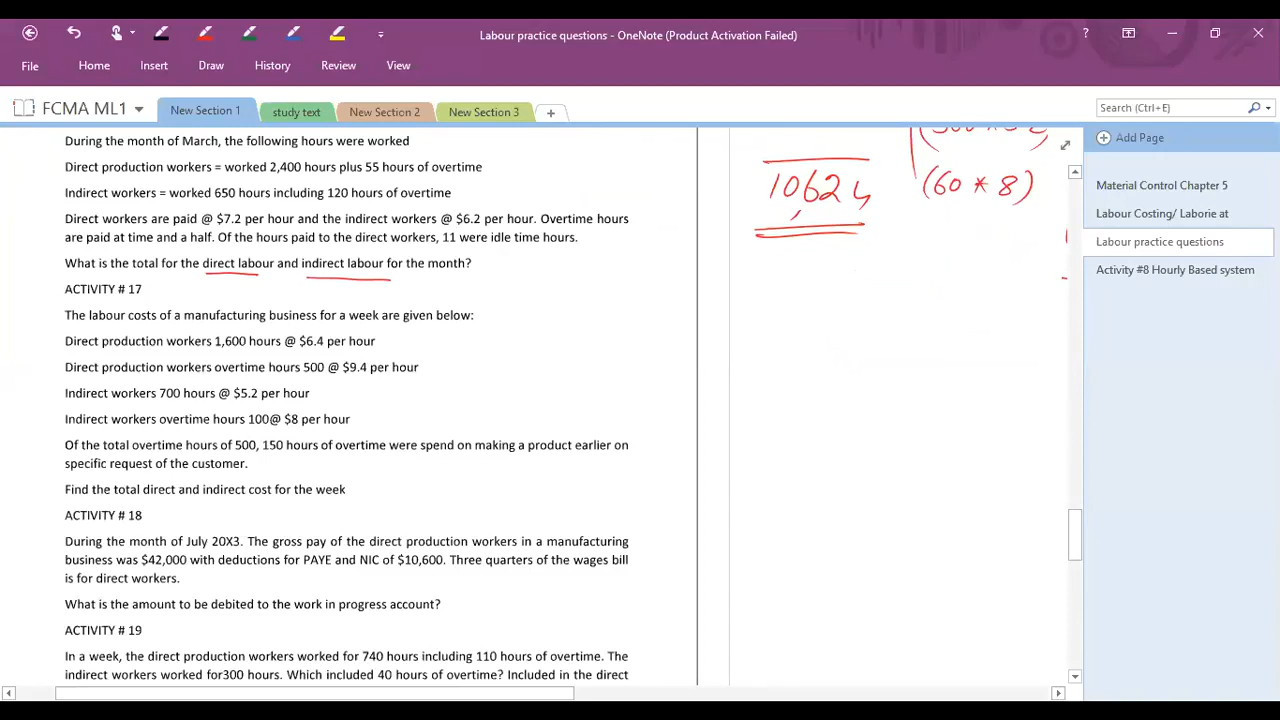 Labour practice questions - OneNote (Product Activation Failed)
?
File Home Insert Draw History Review View
FCMA ML1 New Section 1 study text New Section 2 New Section 3
Search (Ctrl+E)
During the month of March, the following hours were worked
Direct production workers = worked 2,400 hours plus 55 hours of overtime
Indirect workers = worked 650 hours including 120 hours of overtime
Direct workers are paid @ $7.2 per hour and the indirect workers @ $6.2 per hour. Overtime hours
are paid at time and a half. Of the hours paid to the direct workers, 11 were idle time hours.
What is the total for the direct labour and indirect labour for the month?
ACTIVITY # 17
The labour costs of a manufacturing business for a week are given below:
Direct production workers 1,600 hours @ $6.4 per hour
Direct production workers overtime hours 500 @ $9.4 per hour
Indirect workers 700 hours @ $5.2 per hour
Indirect workers overtime hours 100@ $8 per hour
Of the total overtime hours of 500, 150 hours of overtime were spend on making a product earlier on
specific request of the customer.
Find the total direct and indirect cost for the week
ACTIVITY # 18
During the month of July 20X3. The gross pay of the direct production workers in a manufacturing
business was $42,000 with deductions for PAYE and NIC of $10,600. Three quarters of the wages bill
is for direct workers.
What is the amount to be debited to the work in progress account?
ACTIVITY # 19
In a week, the direct production workers worked for 740 hours including 110 hours of overtime. The
indirect workers worked for300 hours. Which included 40 hours of overtime? Included in the direct
10,624
(60 * 8)
Add Page
Material Control Chapter 5
Labour Costing/ Laborie at
Labour practice questions
Activity #8 Hourly Based system